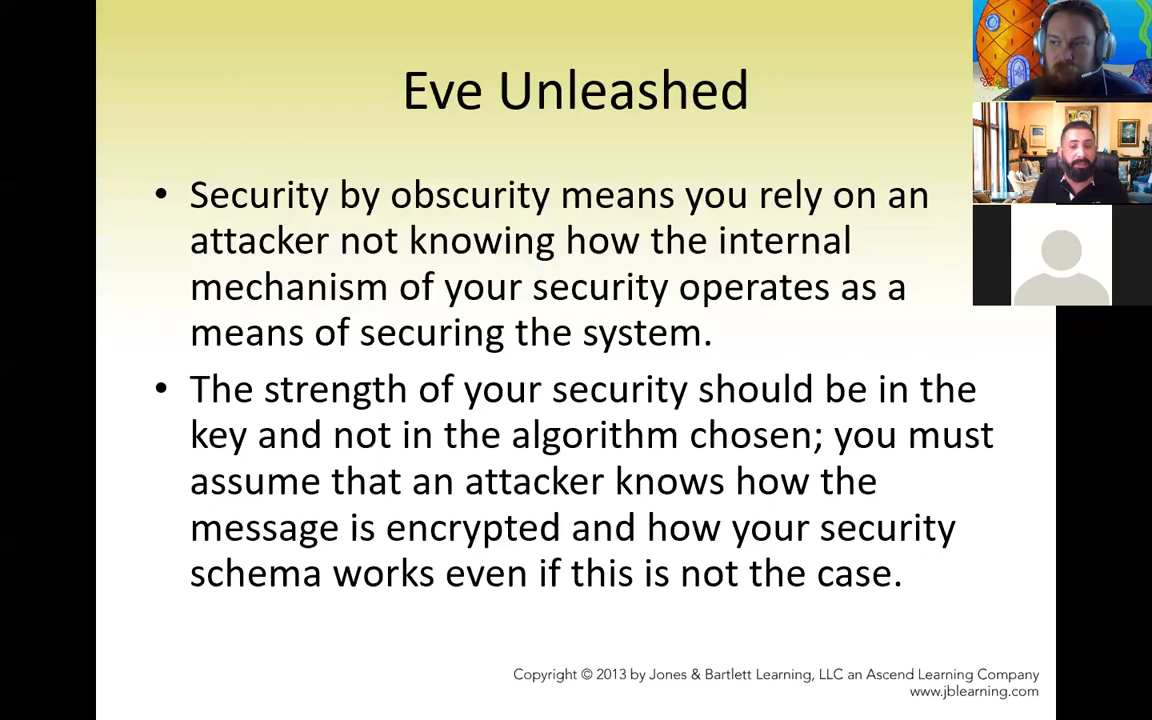 Eve Unleashed
• Security by obscurity means you rely on an
attacker not knowing how the internal
mechanism of your security operates as a
means of securing the system.
• The strength of your security should be in the
key and not in the algorithm chosen; you must
assume that an attacker knows how the
message is encrypted and how your security
schema works even if this is not the case.
Copyright © 2013 by Jones & Bartlett Learning, LLC an Ascend Learning Company
www.jblearning.com